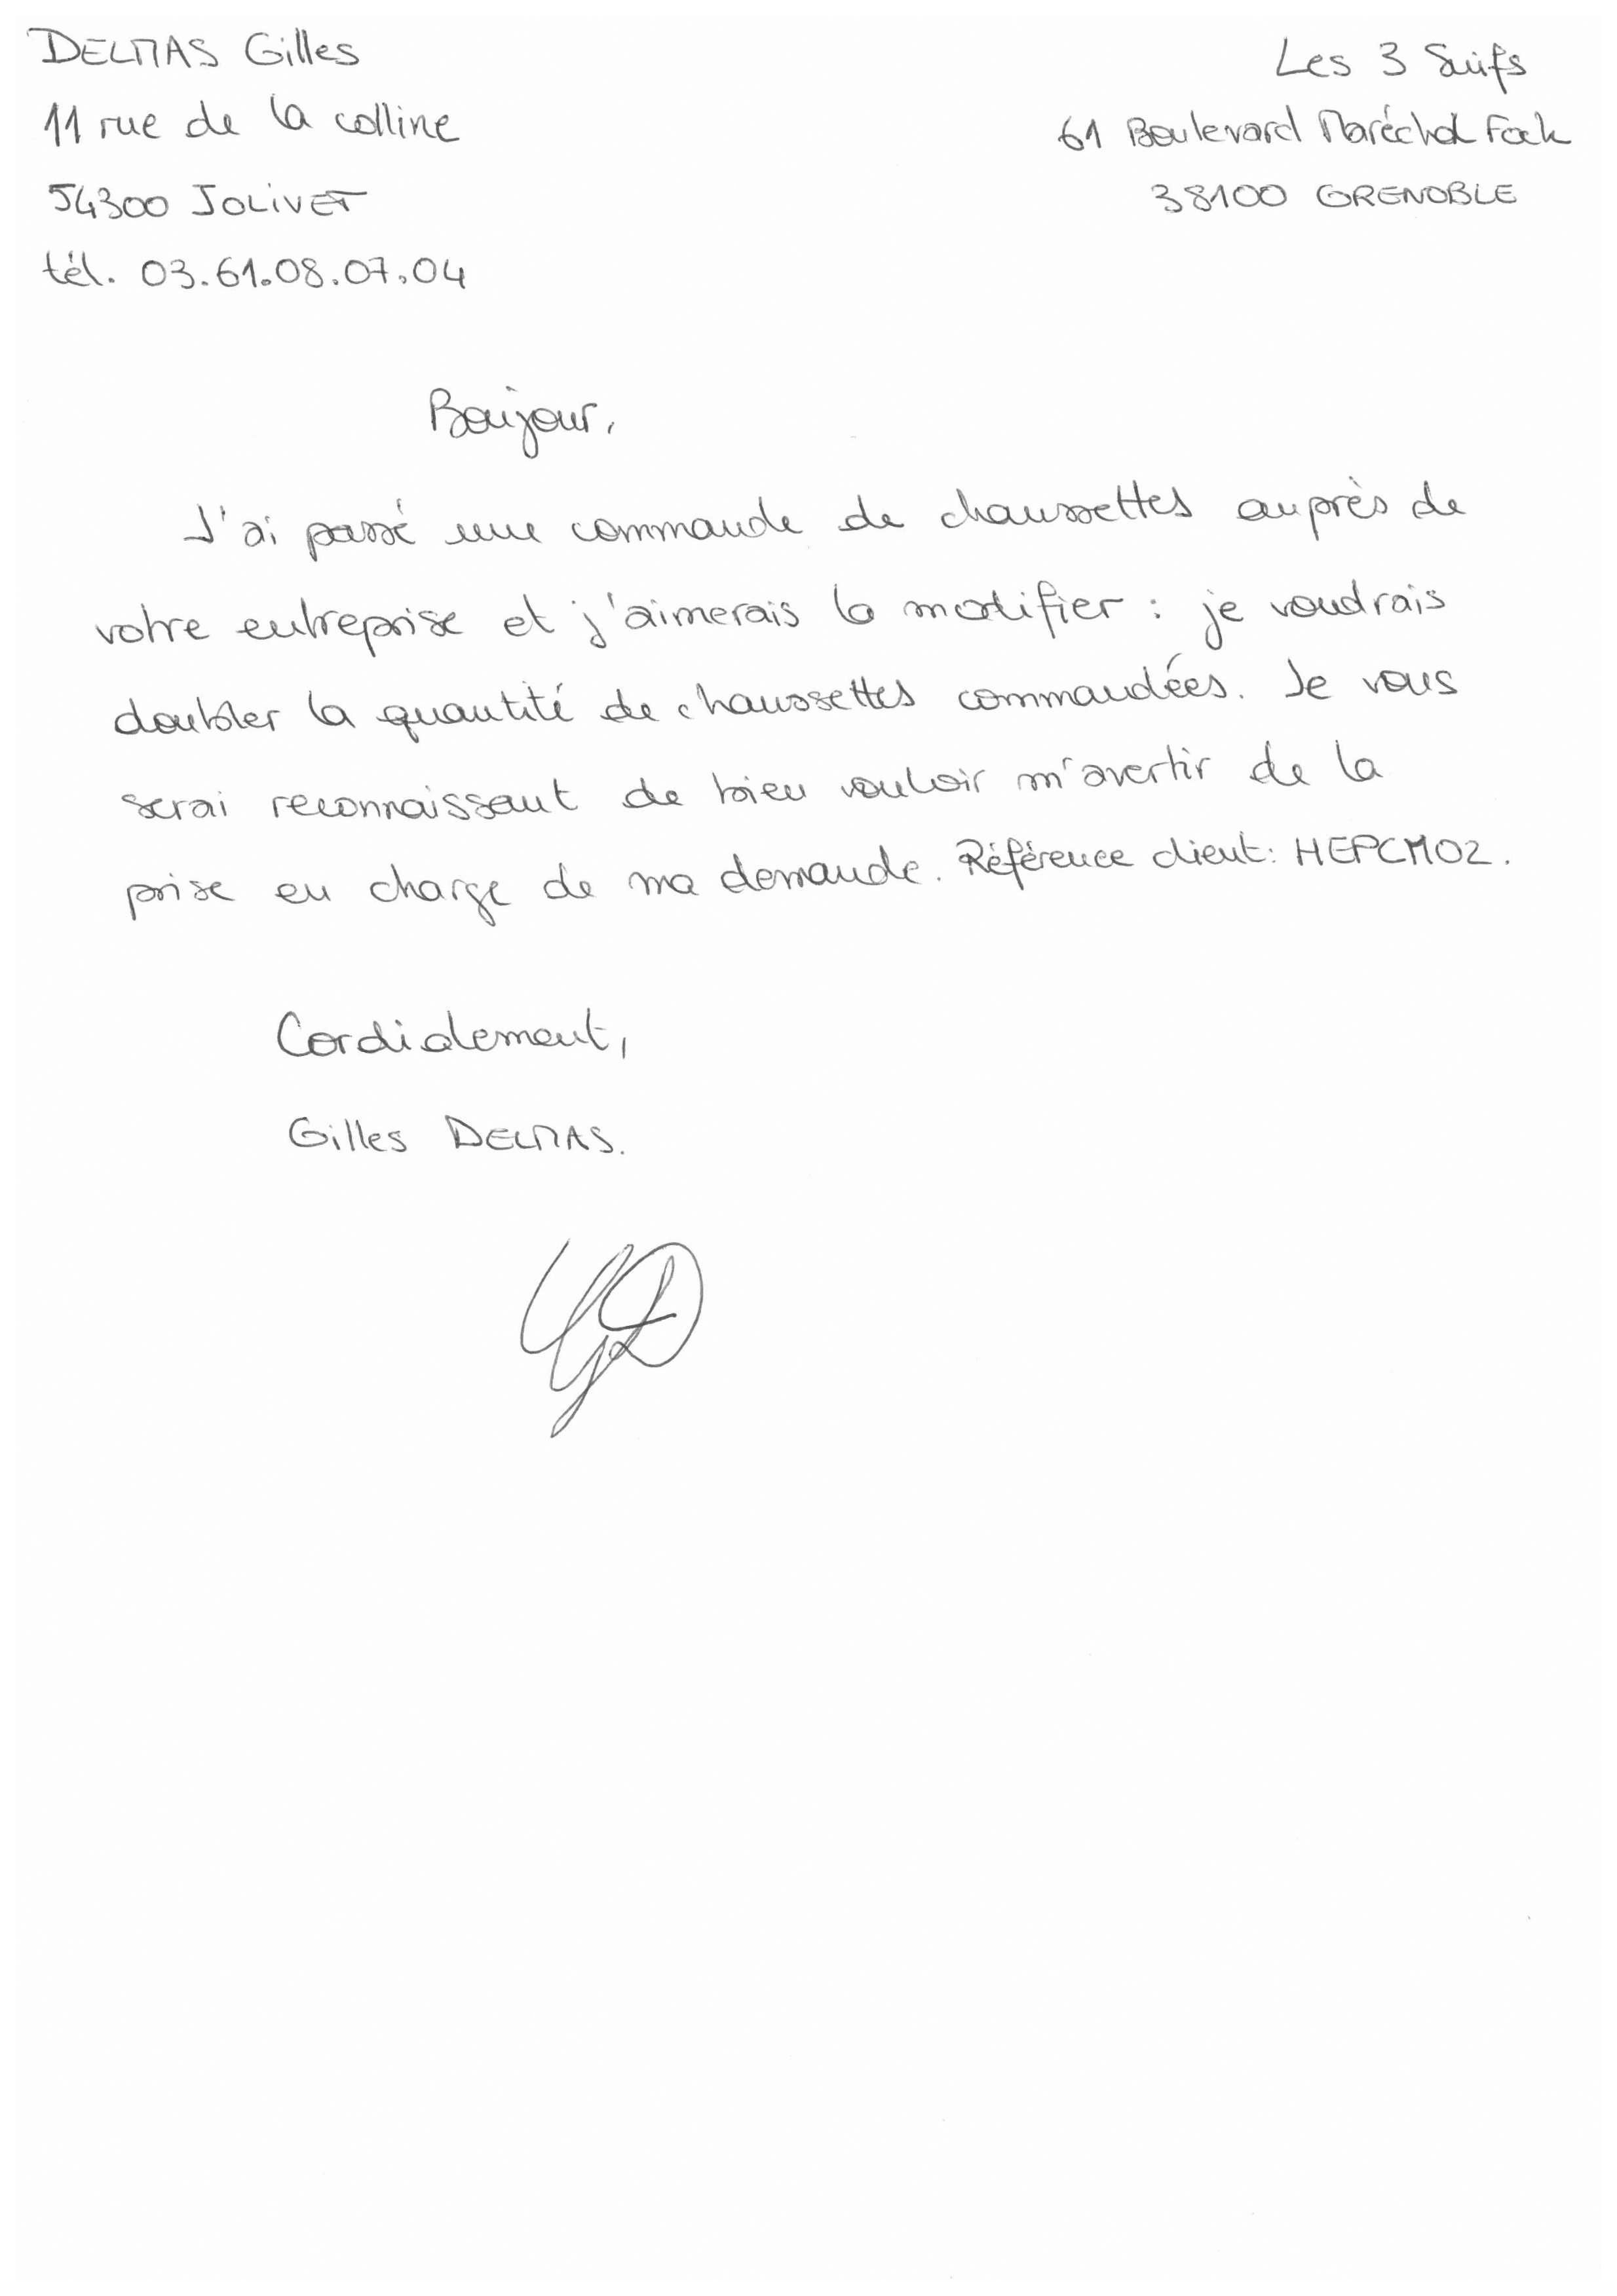 DELMAS Gilles
11 rue de la colline
54300 JOLIVET
tél. 03.61.08.07.04
Les 3 Suifs
61 Boulevard Maréchal Foch
38100 GRENOBLE
Bonjour,
J'ai passé une commande de chaussettes auprès de
votre entreprise et j'aimerais la modifier : je voudrais
doubler la quantité de chaussettes commandées. Je vous
serai reconnaissant de bien vouloir m'avertir de la
prise en charge de ma demande. Référence client : HEPCM02.
Cordialement,
Gilles DELMAS.